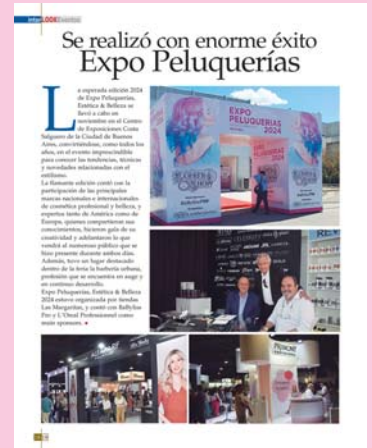 interLOOK Eventos
Se realizó con enorme éxito
Expo Peluquerías
La esperada edición 2024
de Expo Peluquerías,
Estética & Belleza se
llevó a cabo en
noviembre en el Centro
de Exposiciones Costa
Salguero de la Ciudad de Buenos
Aires, convirtiéndose, como todos los
años, en el evento imprescindible
para conocer las tendencias, técnicas
y novedades relacionadas con el
estilismo.
La flamante edición contó con la
participación de las principales
marcas nacionales e internacionales
de cosmética profesional y belleza, y
expertos tanto de América como de
Europa, quienes compartieron sus
conocimientos, hicieron gala de su
creatividad y adelantaron lo que
vendrá al numeroso público que se
hizo presente durante ambos días.
Además, tuvo un lugar destacado
dentro de la feria la barbería urbana,
profesión que se encuentra en auge y
en continuo desarrollo.
Expo Peluquerías, Estética & Belleza
2024 estuvo organizada por tiendas
Las Margaritas, y contó con BaByliss
Pro y L'Oreal Professionnel como
main sponsors.
EXPO
PELUQUERIAS
2024